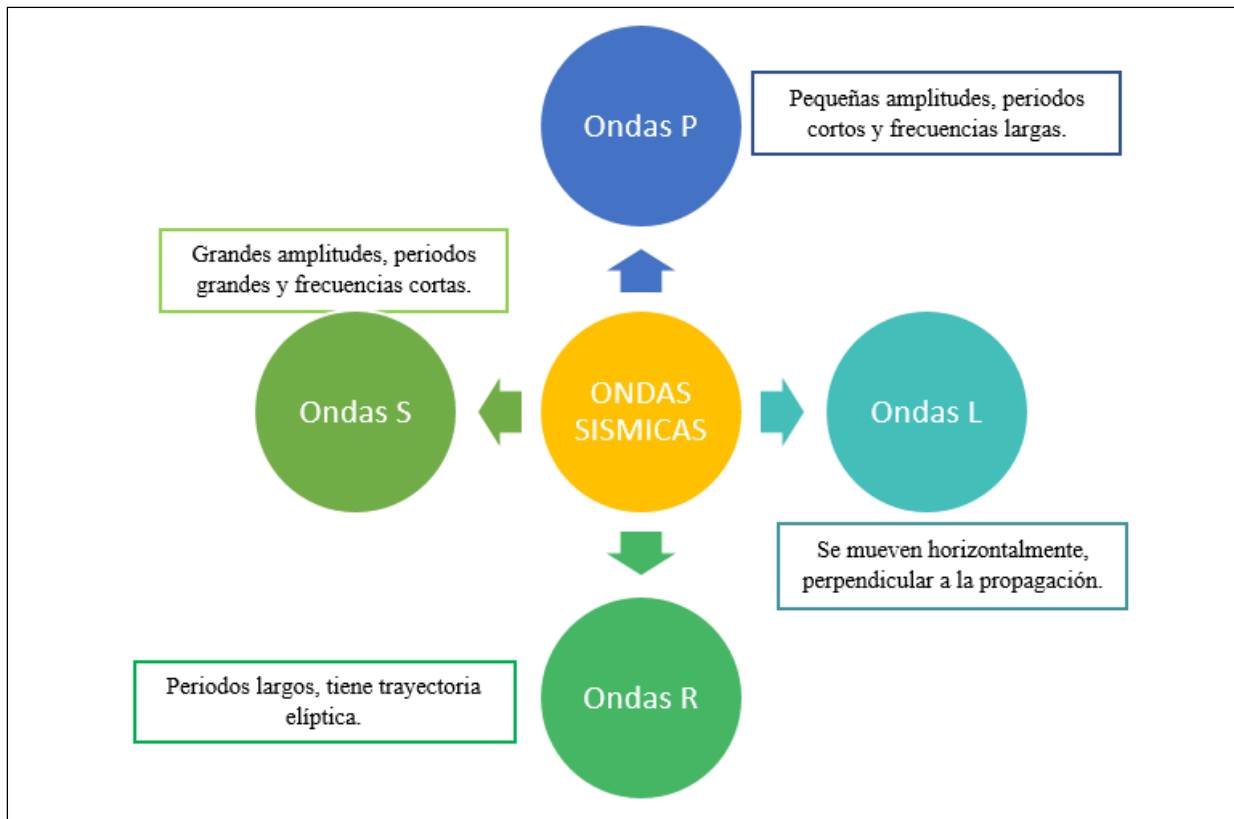 Ondas P
Pequeñas amplitudes, periodos
cortos y frecuencias largas.
Grandes amplitudes, periodos
grandes y frecuencias cortas.
Ondas S
ONDAS
SISMICAS
Ondas L
Se mueven horizontalmente,
perpendicular a la propagación.
Periodos largos, tiene trayectoria
elíptica.
Ondas R